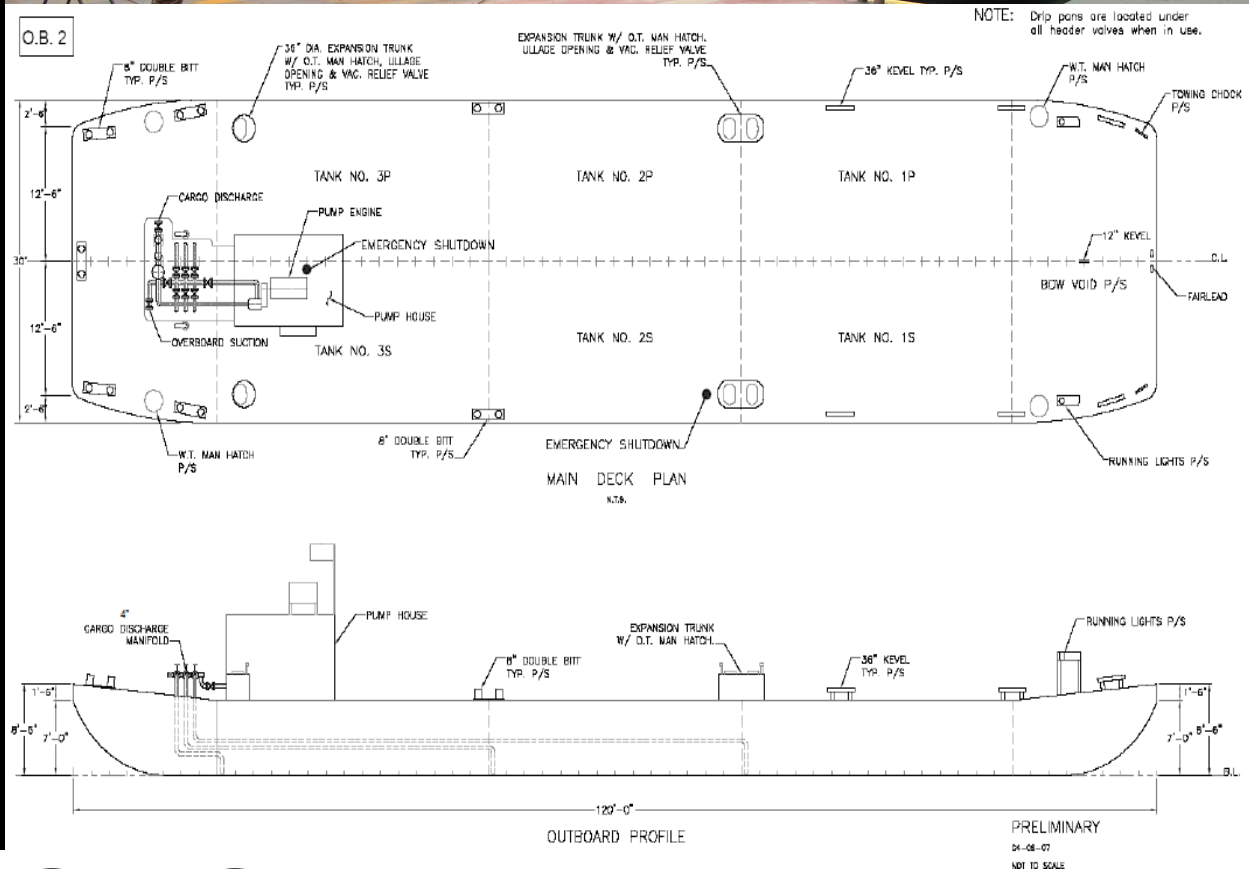 NOTE: Drip pans are located under
all header valves when in use.
O.B. 2
8" DOUBLE BITT
TYP. P/S
36" DIA. EXPANSION TRUNK
W/ O.T. MAN HATCH, ULLAGE
OPENING & VAC. RELIEF VALVE
TYP. P/S
EXPANSION TRUNK W/ O.T. MAN HATCH.
ULLAGE OPENING & VAC. RELIEF VALVE
TYP. P/S
36" KEVEL TYP. P/S
W.T. MAN HATCH
P/S
TOWING CHOCK
P/S
2'-6"
12'-6"
30'
12'-6"
2'-6"
TANK NO. 3P
TANK NO. 2P
TANK NO. 1P
CARGO DISCHARGE
PUMP ENGINE
EMERGENCY SHUTDOWN
12" KEVEL
C.L.
BOW VOID P/S
FAIRLEAD
PUMP HOUSE
OVERBOARD SUCTION
TANK NO. 3S
TANK NO. 2S
TANK NO. 1S
W.T. MAN HATCH
P/S
8" DOUBLE BITT
TYP. P/S
EMERGENCY SHUTDOWN
RUNNING LIGHTS P/S
MAIN DECK PLAN
N.T.S.
4"
CARGO DISCHARGE
MANIFOLD
PUMP HOUSE
8" DOUBLE BITT
TYP. P/S
EXPANSION TRUNK
W/ O.T. MAN HATCH.
36" KEVEL
TYP. P/S
RUNNING LIGHTS P/S
1'-6"
8'-6"
7'-0"
1'-6"
7'-0"
8'-6"
B.L.
120'-0"
OUTBOARD PROFILE
PRELIMINARY
04-06-07
NOT TO SCALE